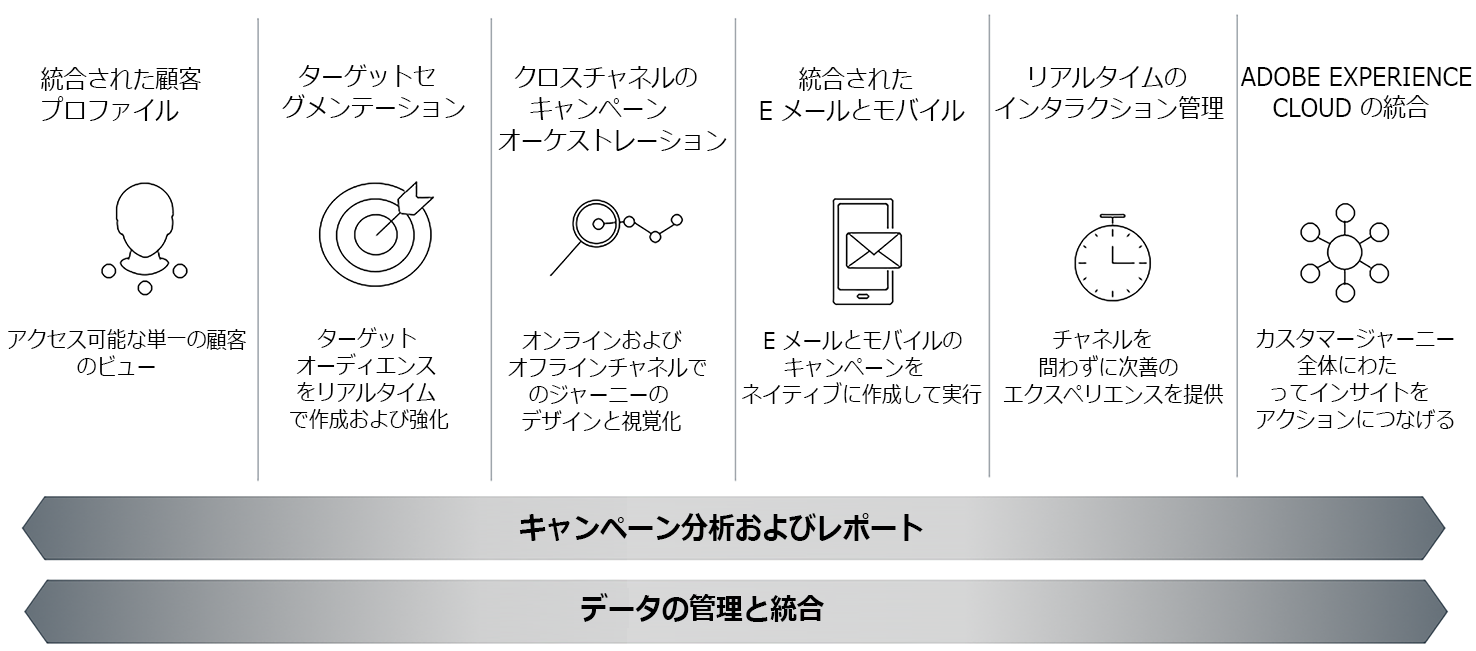 統合された顧客
プロファイル
アクセス可能な単一の顧客
のビュー
ターゲットセ
グメンテーション
ターゲット
オーディエンス
をリアルタイム
で作成および強化
クロスチャネルの
キャンペーン
オーケストレーション
オンラインおよび
オフラインチャネルで
のジャーニーの
デザインと視覚化
統合された
E メールとモバイル
E メールとモバイルの
キャンペーンを
ネイティブに作成して実行
リアルタイムの
インタラクション管理
チャネルを
問わずに次善の
エクスペリエンスを提供
ADOBE EXPERIENCE
CLOUD の統合
カスタマージャーニー
全体にわた
ってインサイトを
アクションにつなげる
キャンペーン分析およびレポート
データの管理と統合